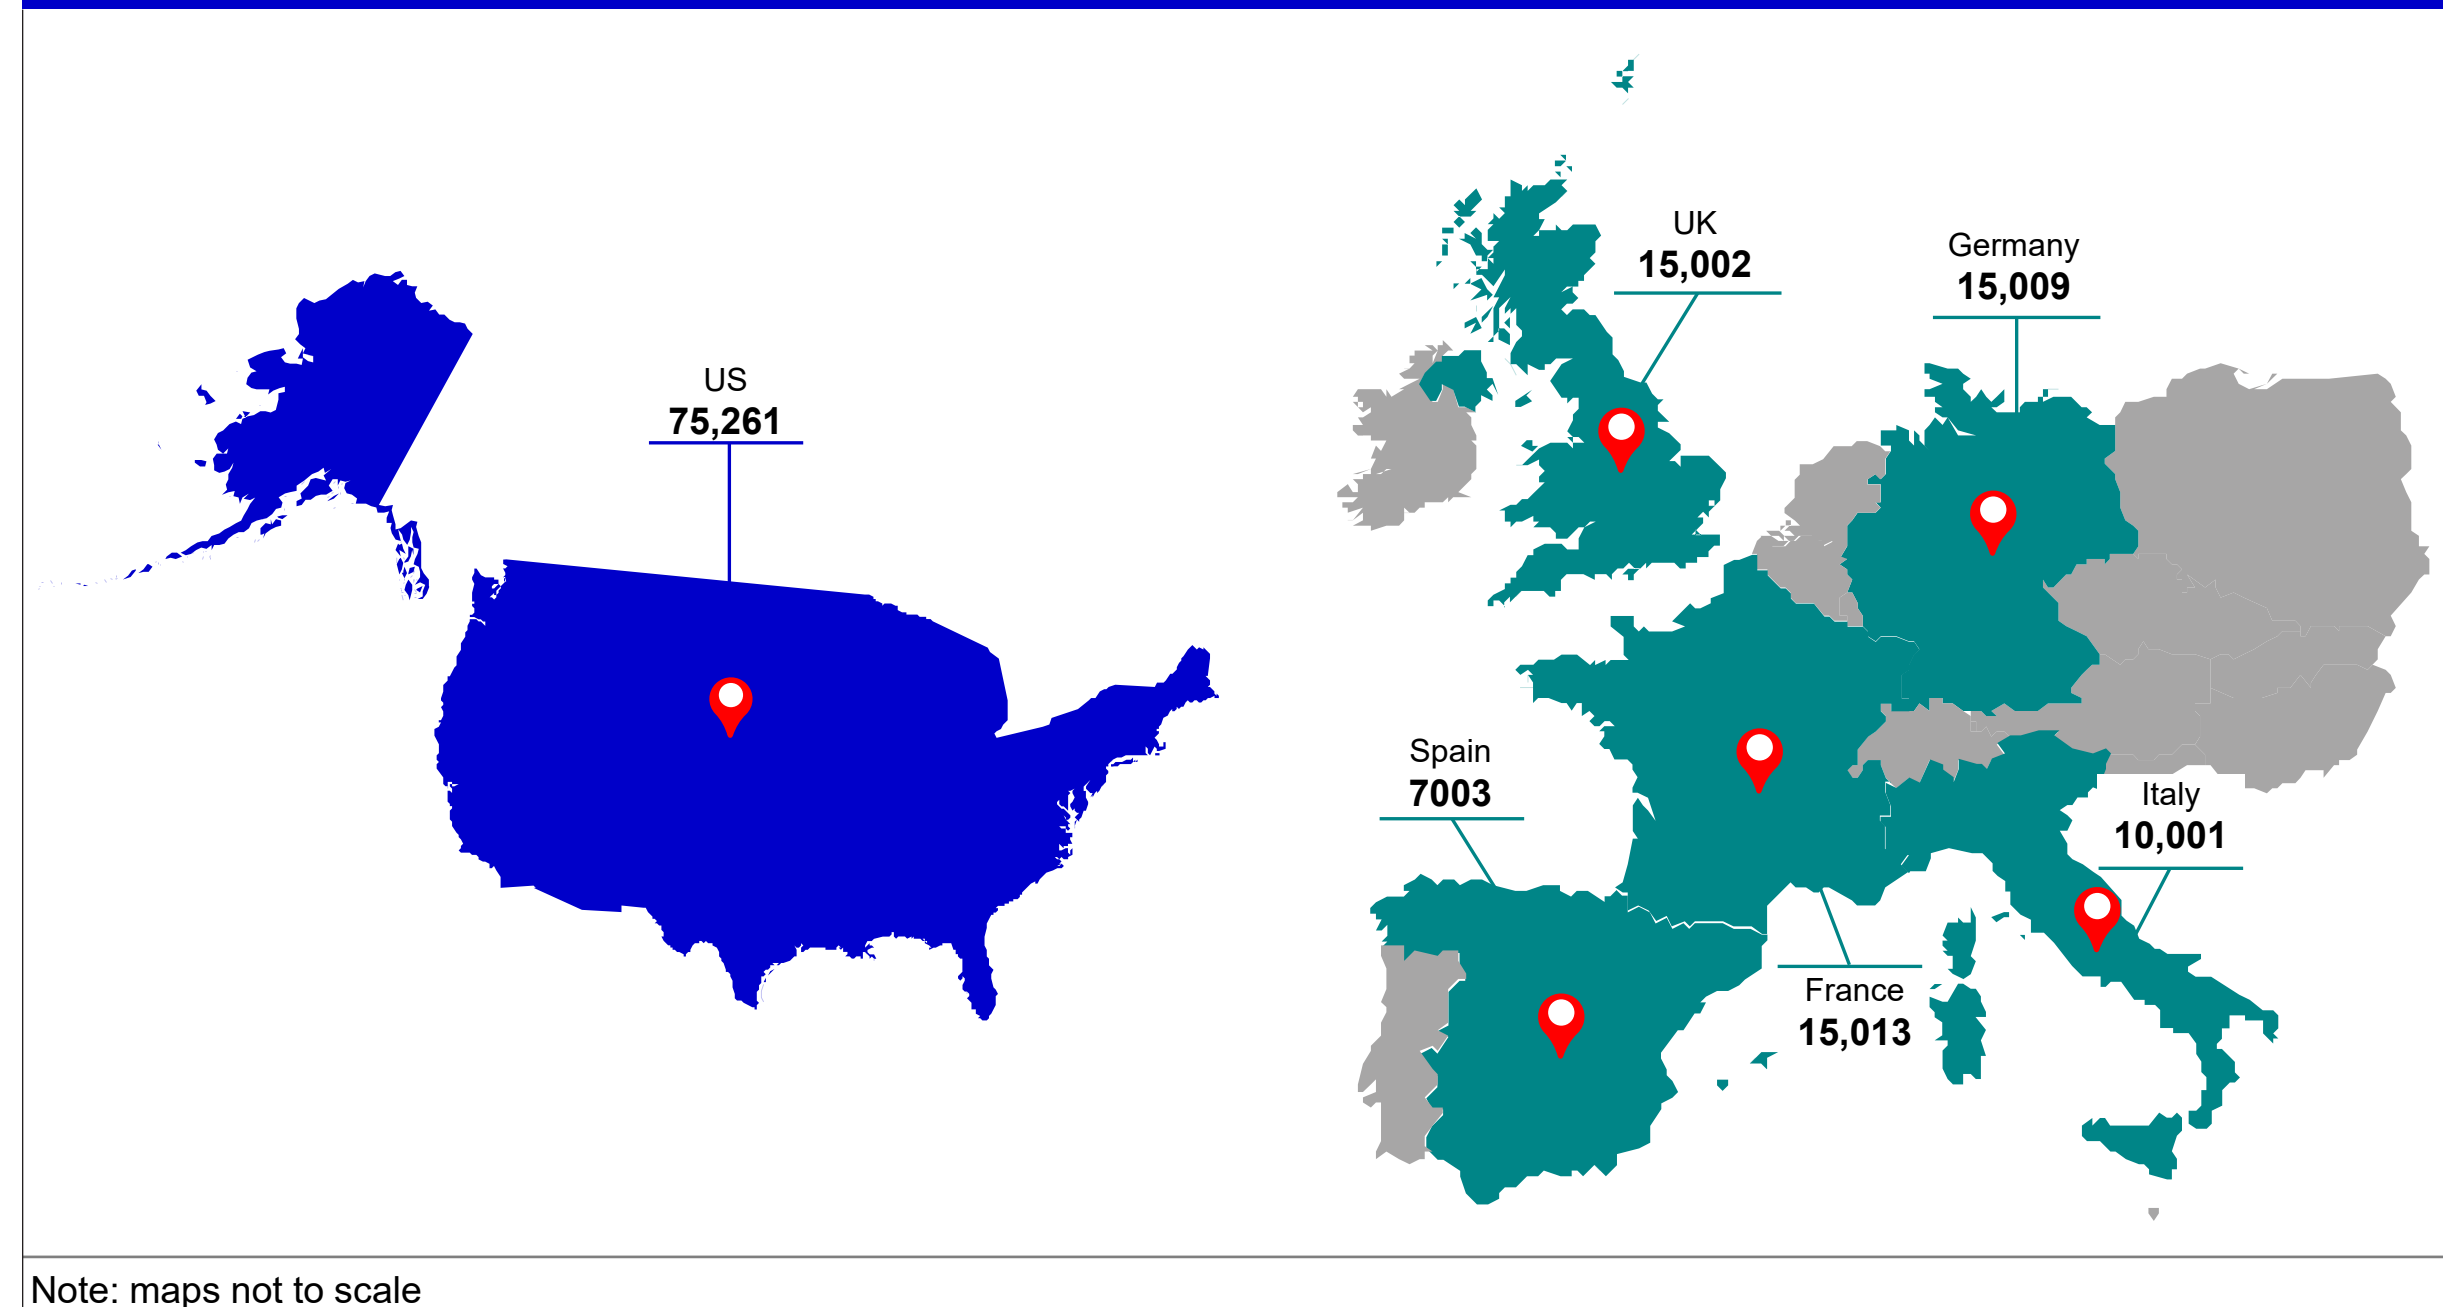 US
75,261
UK
15,002
Germany
15,009
Spain
7003
Italy
10,001
France
15,013
Note: maps not to scale